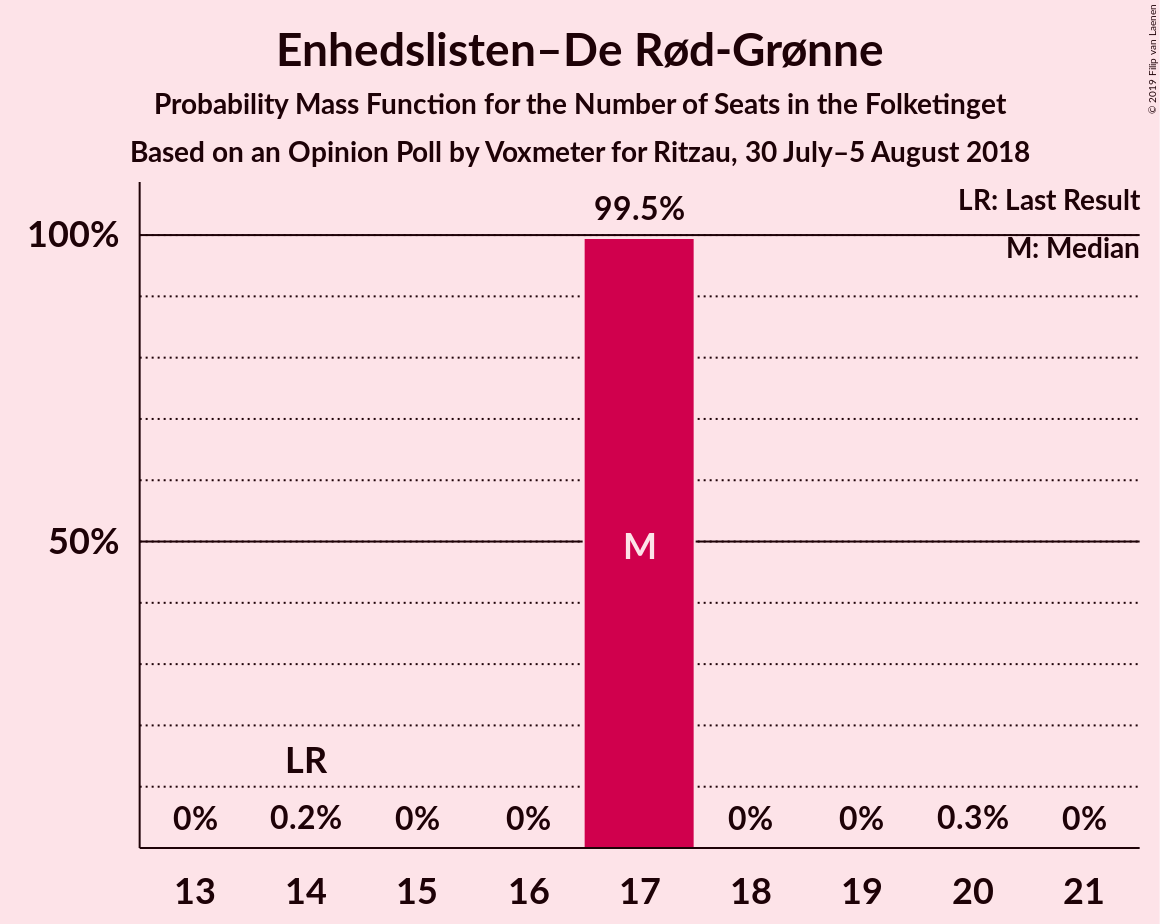 Enhedslisten–De Rød-Grønne
Probability Mass Function for the Number of Seats in the Folketinget
Based on an Opinion Poll by Voxmeter for Ritzau, 30 July–5 August 2018
© 2019 Filip van Laenen
LR: Last Result
M: Median
99.5%
100%
50%
M
LR
0% 0.2% 0% 0% 0% 0% 0.3% 0%
13 14 15 16 17 18 19 20 21